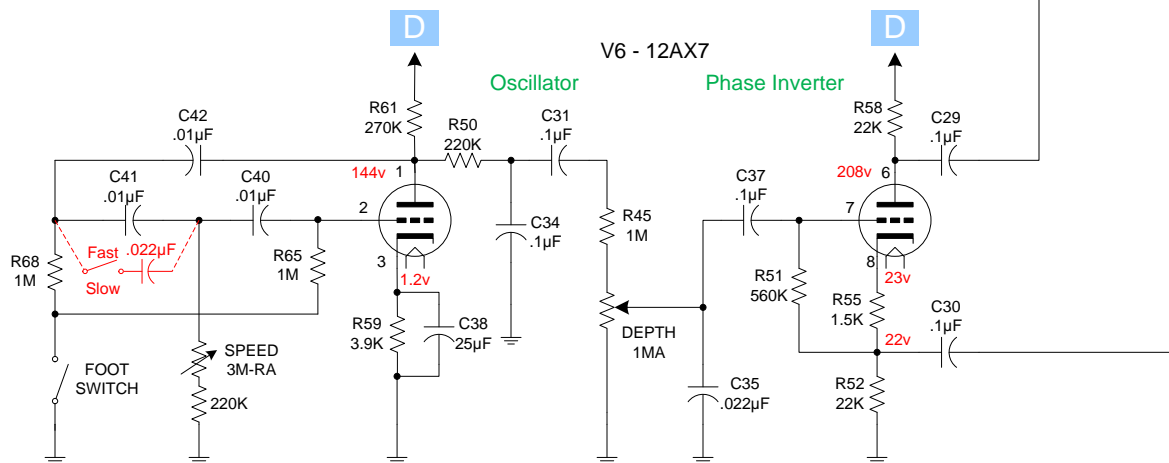 D
D
V6 - 12AX7
Oscillator
Phase Inverter
R61
270K
R50
220K
C31
.1µF
R58
22K
C29
.1µF
C42
.01µF
C41
.01µF
C40
.01µF
144v
1
2
3
1.2v
C37
.1µF
208v
6
7
8
23v
Fast
Slow
.022µF
R68
1M
R65
1M
C34
.1µF
R45
1M
R51
560K
R55
1.5K
C30
.1µF
22v
R59
3.9K
C38
25µF
DEPTH
1MA
FOOT
SWITCH
SPEED
3M-RA
220K
C35
.022µF
R52
22K